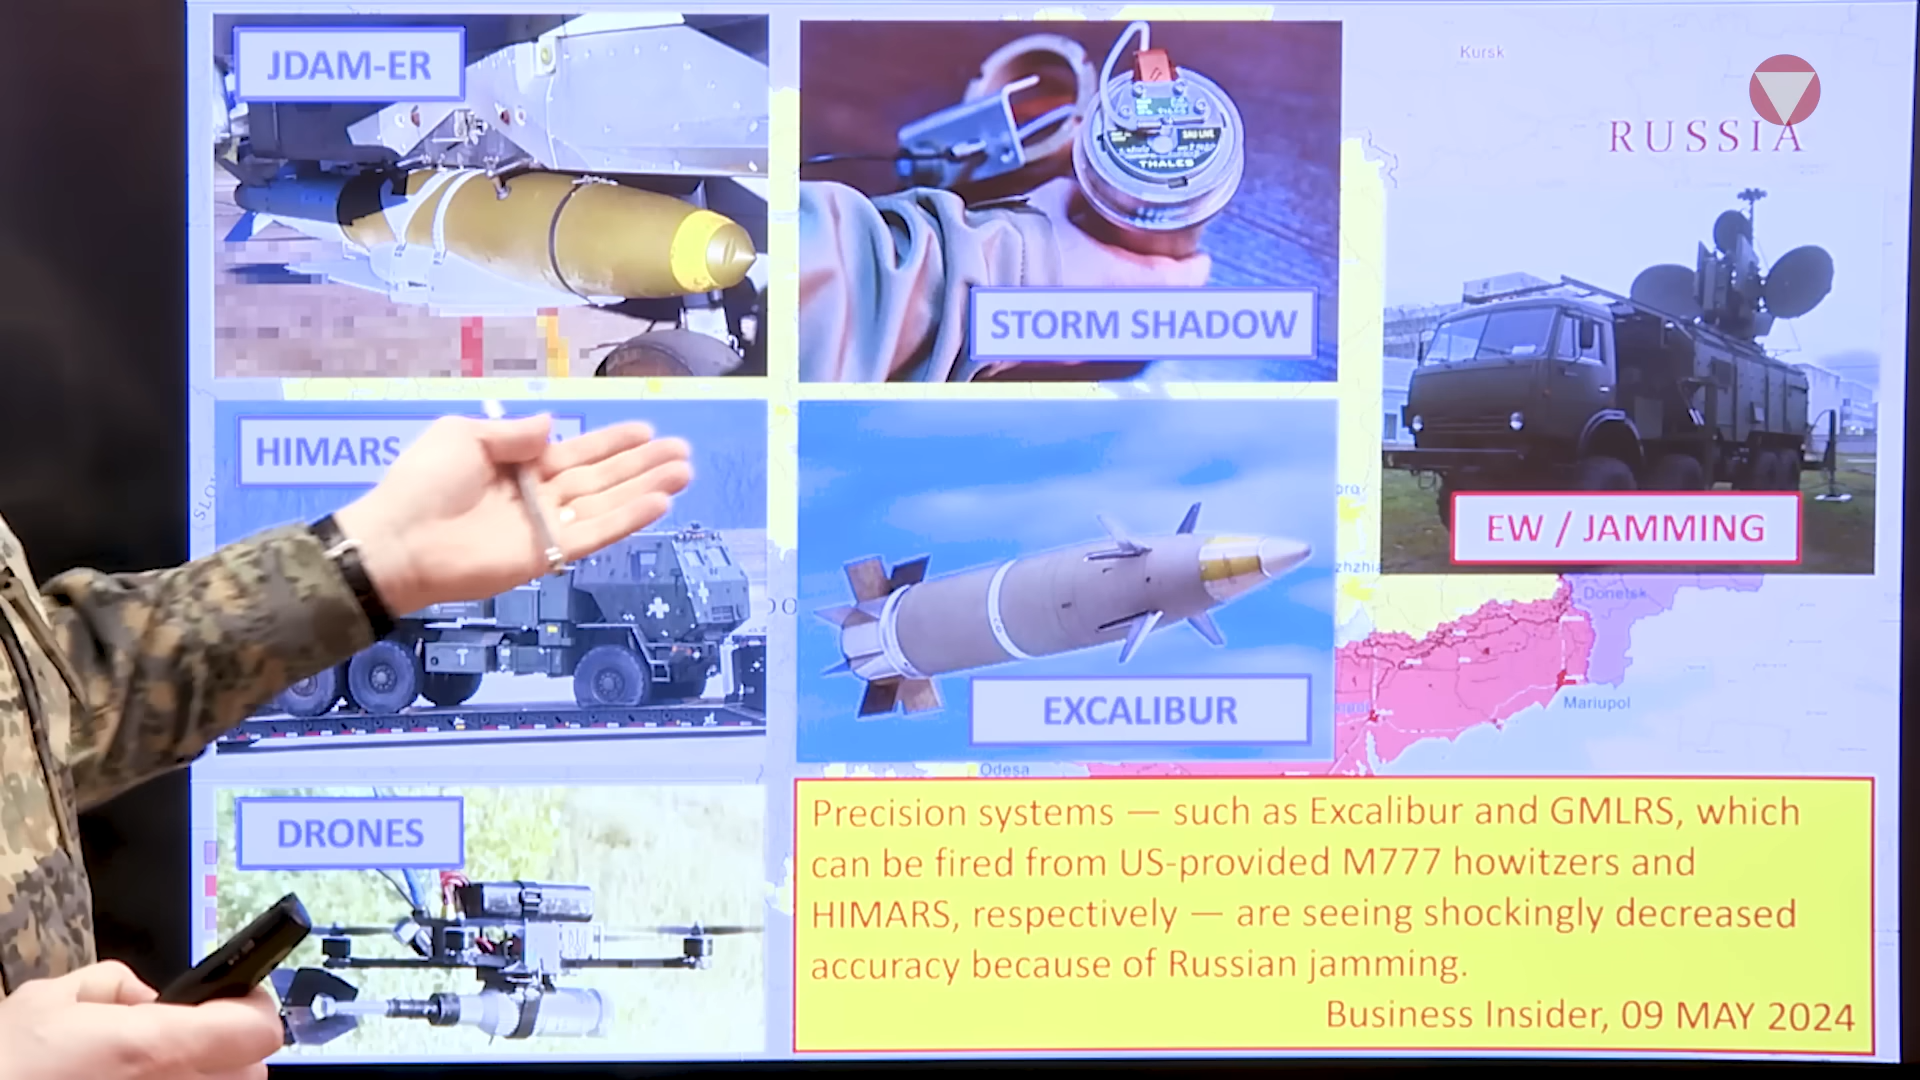 JDAM-ER
THALES
STORM SHADOW
Kursk
RUSSIA
HIMARS
EW / JAMMING
EXCALIBUR
Donetsk
Mariupol
Odesa
DRONES
Precision systems — such as Excalibur and GMLRS, which
can be fired from US-provided M777 howitzers and
HIMARS, respectively — are seeing shockingly decreased
accuracy because of Russian jamming.
Business Insider, 09 MAY 2024